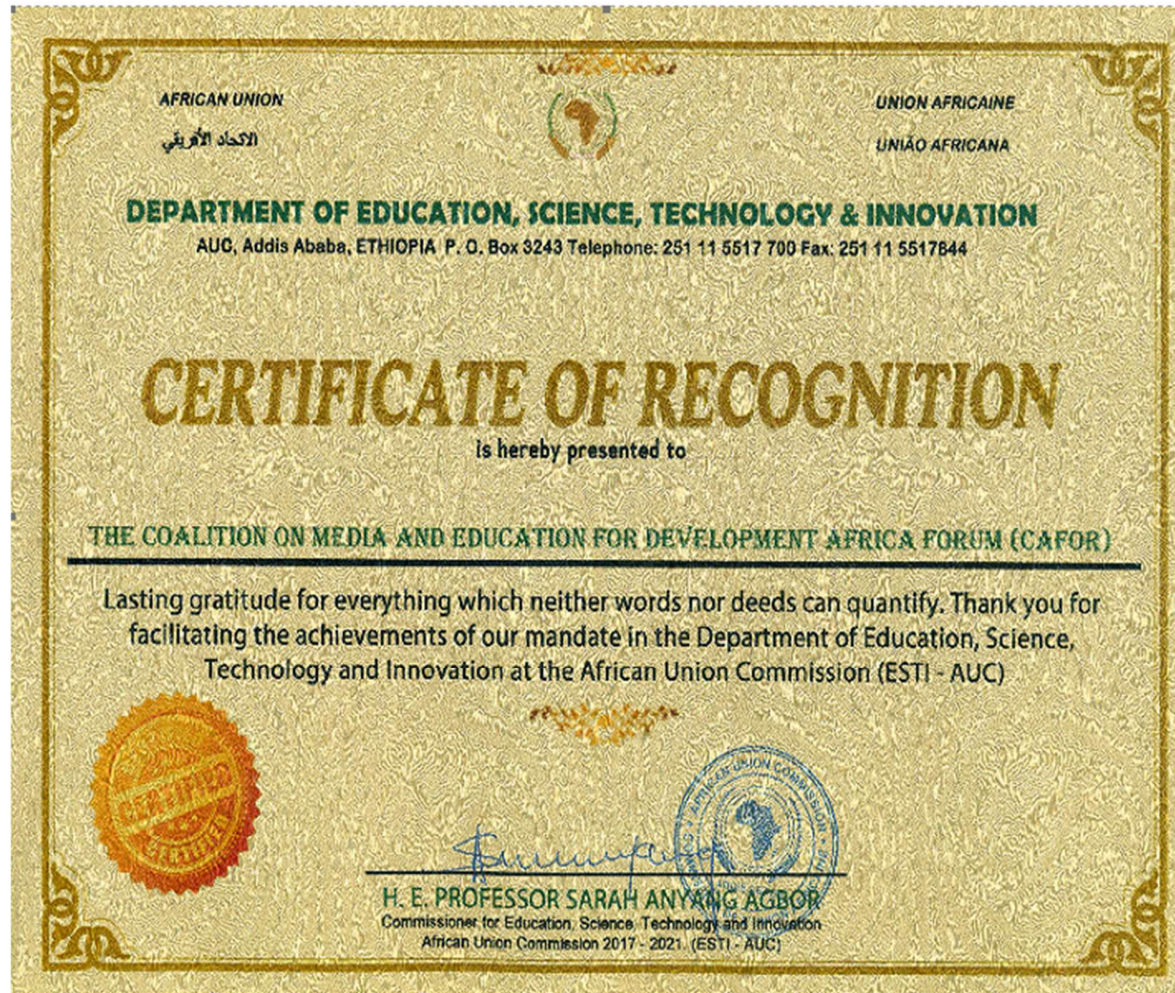 AFRICAN UNION
الاتحاد الأفريقي
UNION AFRICAINE
UNIÃO AFRICANA
DEPARTMENT OF EDUCATION, SCIENCE, TECHNOLOGY & INNOVATION
AUC, Addis Ababa, ETHIOPIA P. O. Box 3243 Telephone: 251 11 5517 700 Fax: 251 11 5517844
CERTIFICATE OF RECOGNITION
is hereby presented to
THE COALITION ON MEDIA AND EDUCATION FOR DEVELOPMENT AFRICA FORUM (CAFOR)
Lasting gratitude for everything which neither words nor deeds can quantify. Thank you for
facilitating the achievements of our mandate in the Department of Education, Science,
Technology and Innovation at the African Union Commission (ESTI - AUC)
CERTIFIED
CERTIFIED
AFRICAN UNION COMMISSION
H. E. PROFESSOR SARAH ANYANG AGBOR
Commissioner for Education, Science, Technology and Innovation
African Union Commission 2017 - 2021. (ESTI - AUC)